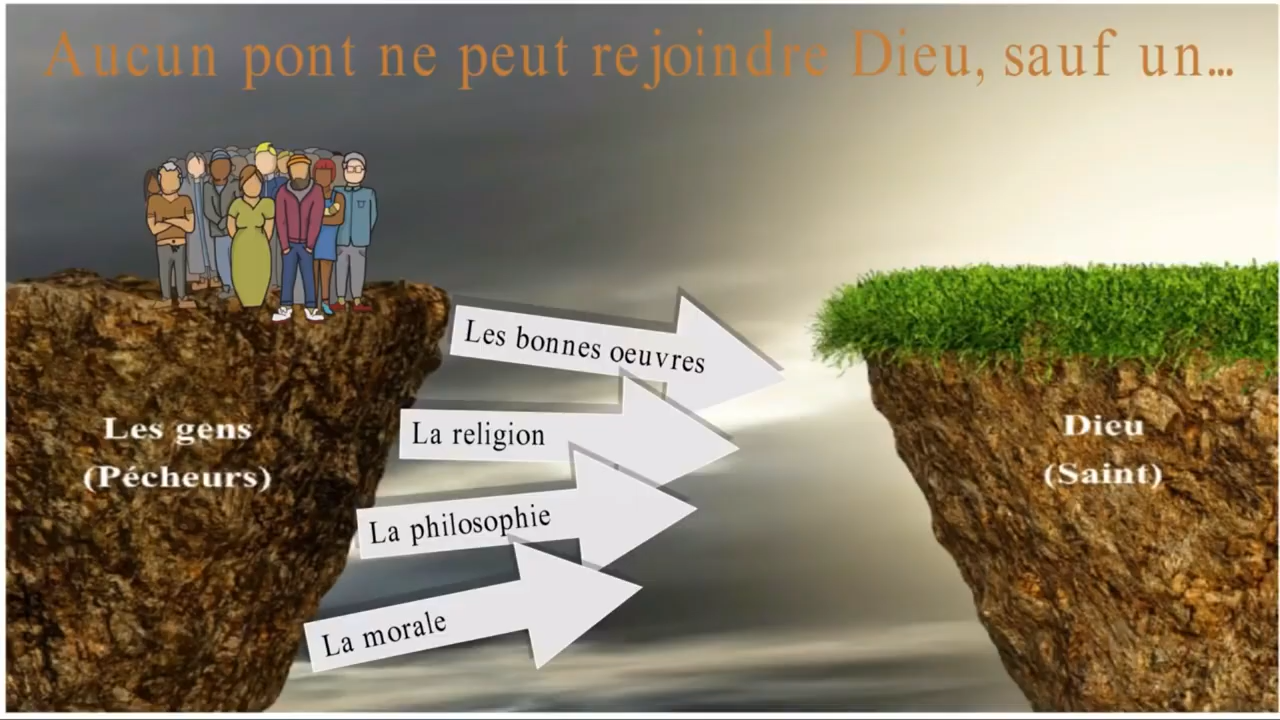 Aucun pont ne peut rejoindre Dieu, sauf un...
Les bonnes oeuvres
La religion
Les gens
(Pécheurs)
Dieu
(Saint)
La philosophie
La morale